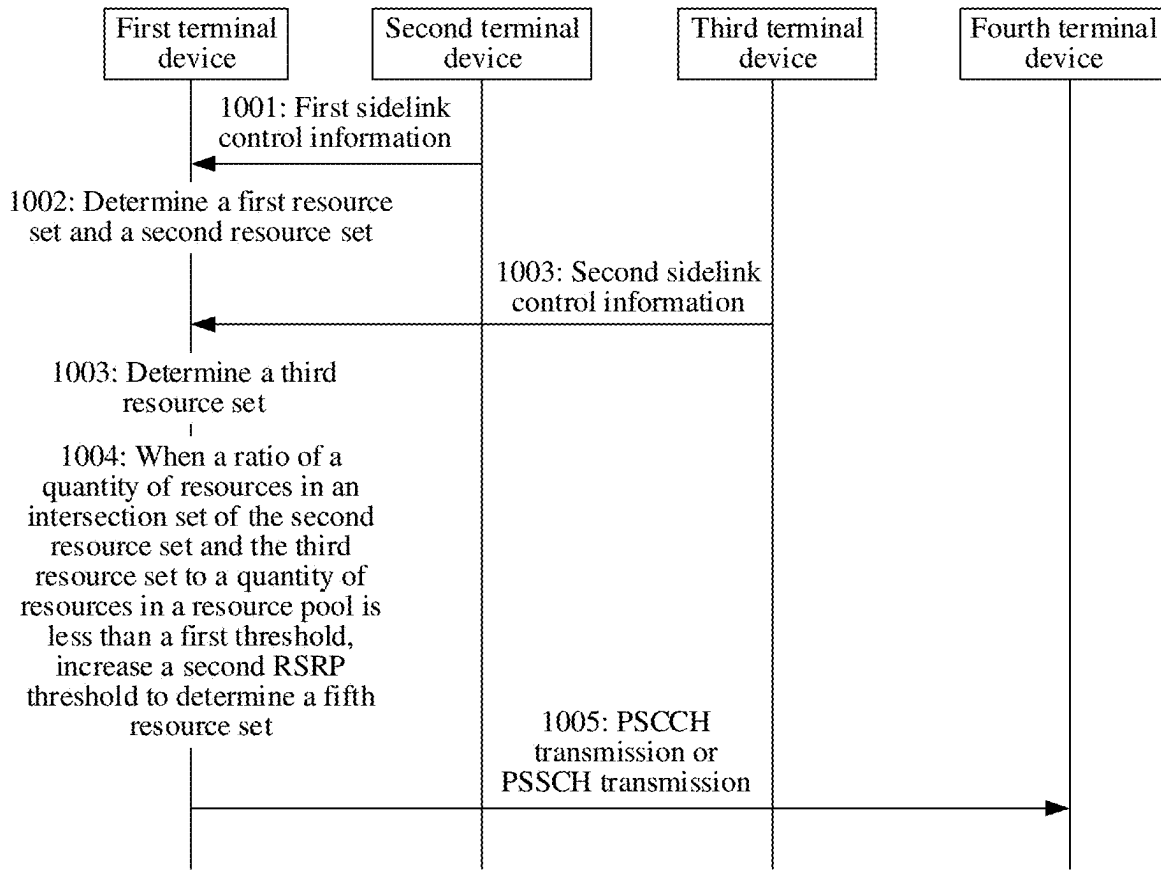 First terminal
device
Second terminal
device
Third terminal
device
Fourth terminal
device
1001: First sidelink
control information
1002: Determine a first resource
set and a second resource set
1003: Second sidelink
control information
1003: Determine a third
resource set
1004: When a ratio of a
quantity of resources in an
intersection set of the second
resource set and the third
resource set to a quantity of
resources in a resource pool is
less than a first threshold,
increase a second RSRP
threshold to determine a fifth
resource set
1005: PSCCH
transmission or
PSSCH transmission